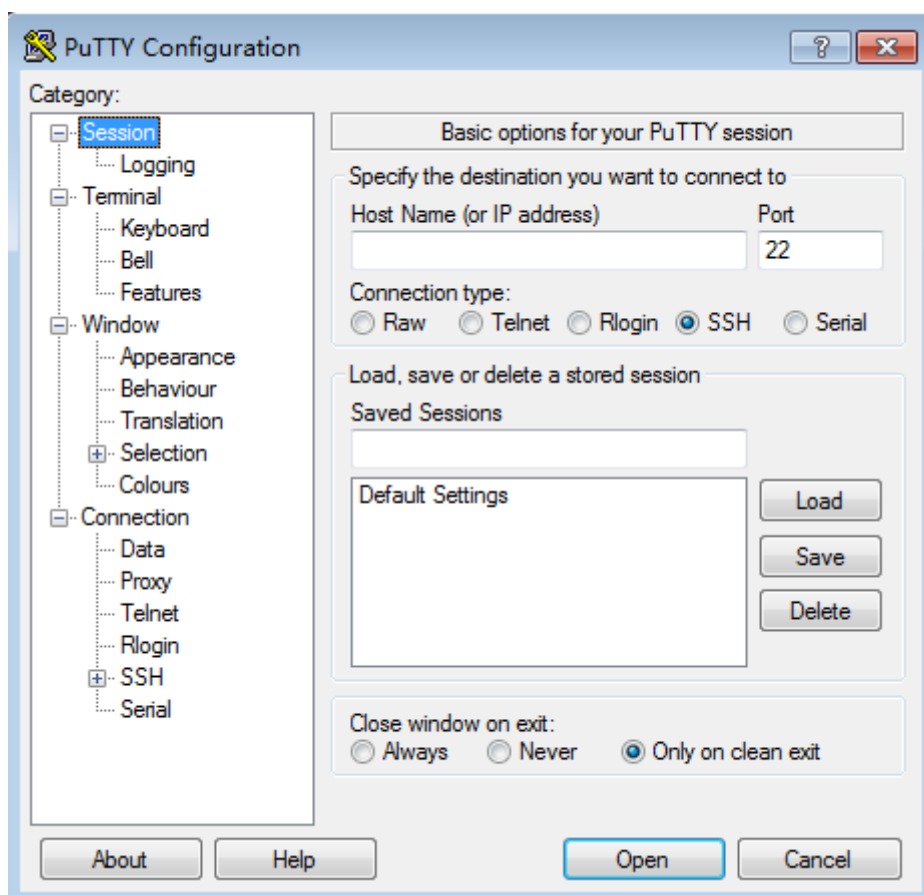 PuTTY Configuration
Category:
Session
Logging
Terminal
Keyboard
Bell
Features
Window
Appearance
Behaviour
Translation
Selection
Colours
Connection
Data
Proxy
Telnet
Rlogin
SSH
Serial
Basic options for your PuTTY session
Specify the destination you want to connect to
Host Name (or IP address) Port
22
Connection type:
Raw Telnet Rlogin SSH Serial
Load, save or delete a stored session
Saved Sessions
Default Settings
Load
Save
Delete
Close window on exit:
Always Never Only on clean exit
About Help Open Cancel